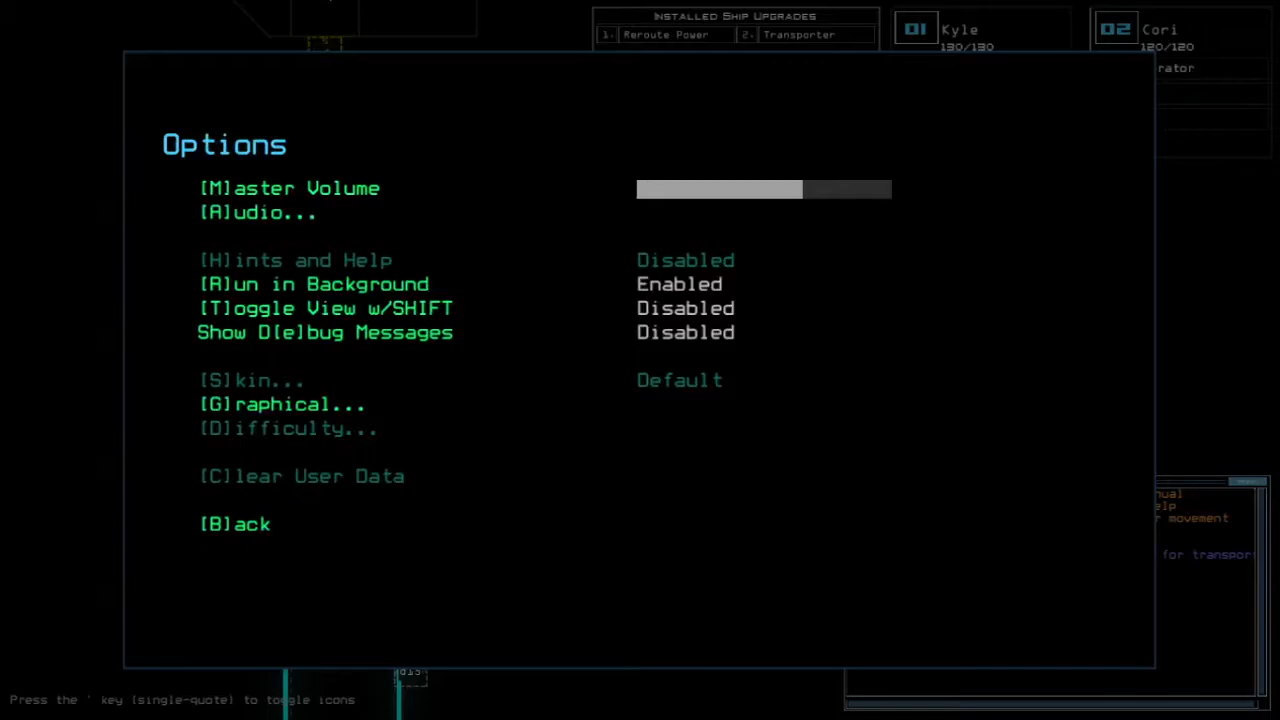 Installed Ship Upgrades
1. Reroute Power 2. Transporter
01 Kyle
130/130
02 Cori
120/120
rator
Options
[M]aster Volume
[A]udio...
[H]ints and Help Disabled
[R]un in Background Enabled
[T]oggle View w/SHIFT Disabled
Show D[e]bug Messages Disabled
[S]kin... Default
[G]raphical...
[D]ifficulty...
[C]lear User Data
[B]ack
nual
elp
r movement
for transpor
Press the ' key (single-quote) to toggle icons